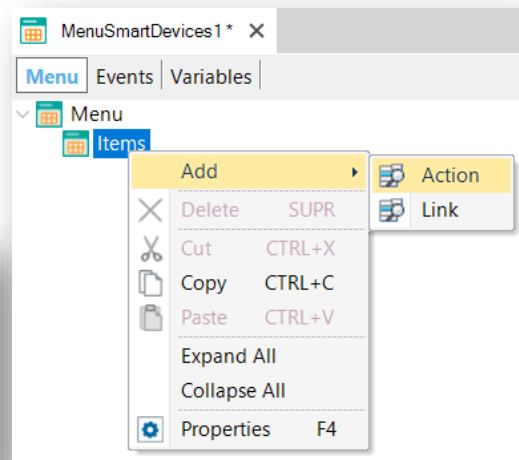 MenuSmartDevices1*
Menu Events Variables
Menu
Items
Add
Action
Link
Delete SUPR
Cut CTRL+X
Copy CTRL+C
Paste CTRL+V
Expand All
Collapse All
Properties F4